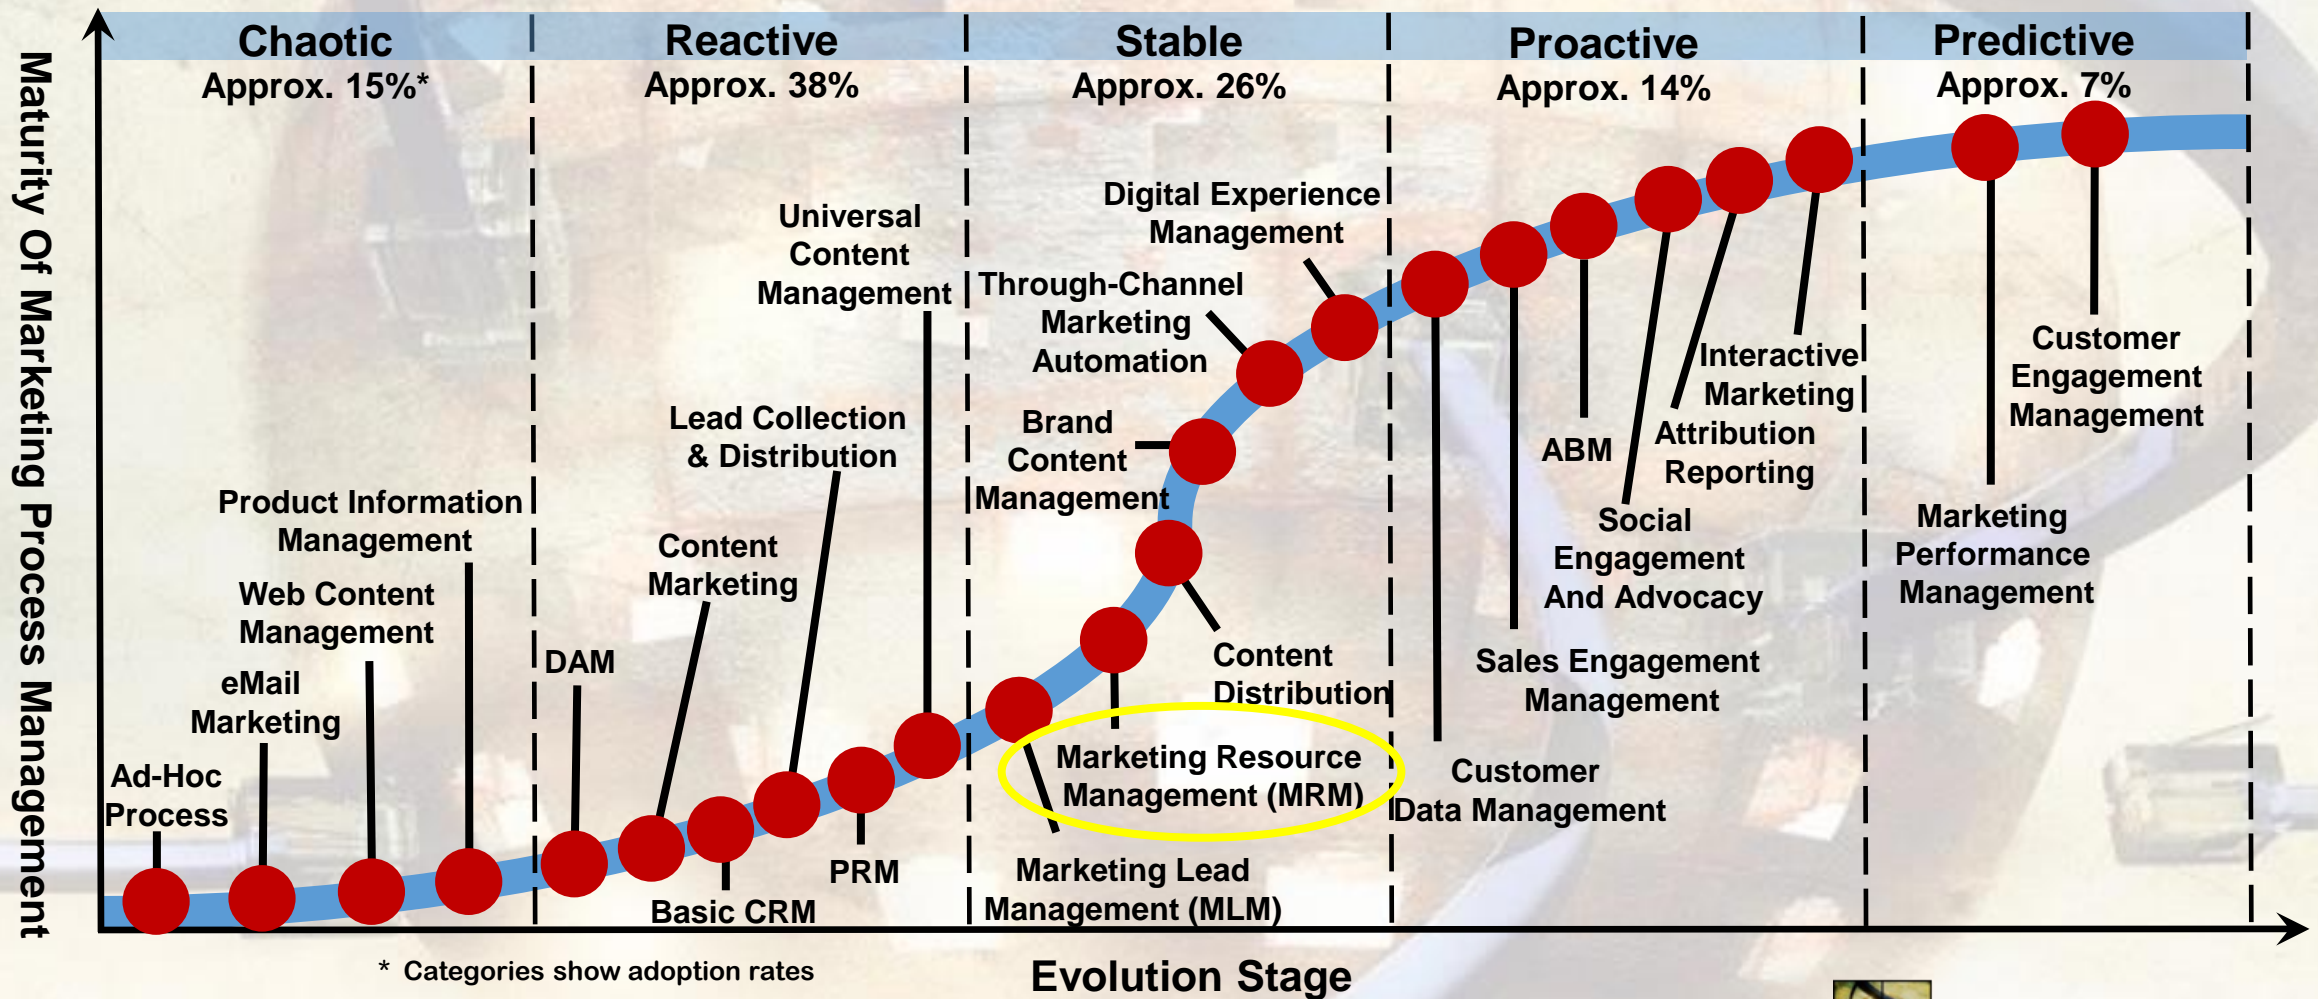 Maturity Of Marketing Process Management
Chaotic
Approx. 15%*
Reactive
Approx. 38%
Stable
Approx. 26%
Proactive
Approx. 14%
Predictive
Approx. 7%
Ad-Hoc
Process
eMail
Marketing
Web Content
Management
Product Information
Management
DAM
Content
Marketing
Basic CRM
Lead Collection
& Distribution
PRM
Universal
Content
Management
Marketing Lead
Management (MLM)
Marketing Resource
Management (MRM)
Content
Distribution
Brand
Content
Management
Through-Channel
Marketing
Automation
Digital Experience
Management
Customer
Data Management
Sales Engagement
Management
ABM
Social
Engagement
And Advocacy
Attribution
Reporting
Interactive
Marketing
Marketing
Performance
Management
Customer
Engagement
Management
* Categories show adoption rates
Evolution Stage